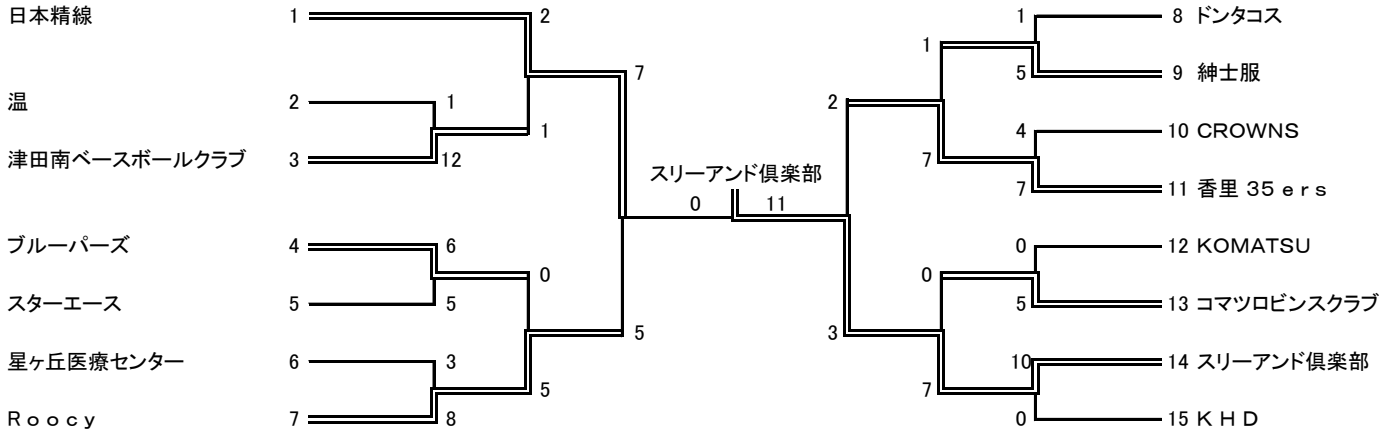 日本精線 1 2 1 8 ドンタコス
1
7 5 9 紳士服
温 2 1 2
1 4 10 CROWNS
津田南ベースボールクラブ 3 12 7
スリーアンド倶楽部 7 11 香里 35 ers
0 11
ブルーパーズ 4 6 0 12 KOMATSU
0 0
スターエース 5 5 5 13 コマツロビンスクラブ
5 3
星ヶ丘医療センター 6 3 10 14 スリーアンド倶楽部
5 7
Roocy 7 8 0 15 KHD